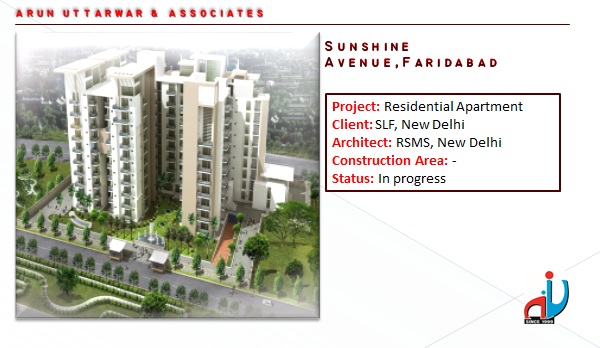 ARUN UTTARWAR & ASSOCIATES
SUNSHINE
AVENUE,FARIDABAD
Project: Residential Apartment
Client: SLF, New Delhi
Architect: RSMS, New Delhi
Construction Area: -
Status: In progress
SINCE 1990